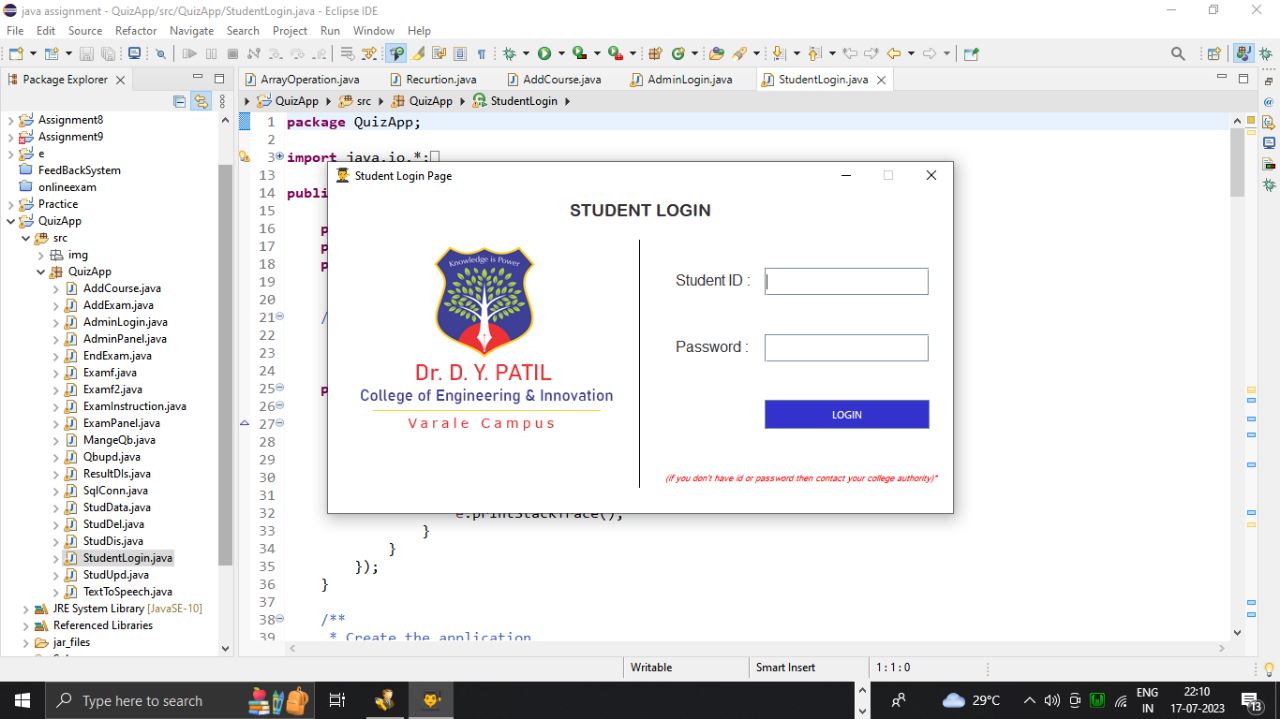 java assignment - QuizApp/src/QuizApp/StudentLogin.java - Eclipse IDE
File Edit Source Refactor Navigate Search Project Run Window Help
Package Explorer
ArrayOperation.java Recurtion.java AddCourse.java AdminLogin.java StudentLogin.java
QuizApp src QuizApp StudentLogin
Assignment8
Assignment9
e
FeedBackSystem
onlineexam
Practice
QuizApp
src
img
QuizApp
AddCourse.java
AddExam.java
AdminLogin.java
AdminPanel.java
EndExam.java
Examf.java
Examf2.java
ExamInstruction.java
ExamPanel.java
MangeQb.java
Qbupd.java
ResultDls.java
SqlConn.java
StudData.java
StudDel.java
StudDis.java
StudentLogin.java
StudUpd.java
TextToSpeech.java
JRE System Library [JavaSE-10]
Referenced Libraries
jar_files
1 package QuizApp;
2
3 import java.io.*;
13
14 publi
15
16 p
17 p
18 p
19
20
21 /
22
23
24
25 p
26
27
28
29
30
31
32 e.printStackTrace();
33 }
34 }
35 });
36 }
37
38 /**
39 * Create the application
Student Login Page
STUDENT LOGIN
Knowledge is Power
Dr. D. Y. PATIL
College of Engineering & Innovation
Varale Campus
Student ID :
Password :
LOGIN
(if you don't have id or password then contact your college authority)*
Writable Smart Insert 1 : 1 : 0
Type here to search
29°C
ENG
IN
22:10
17-07-2023
13